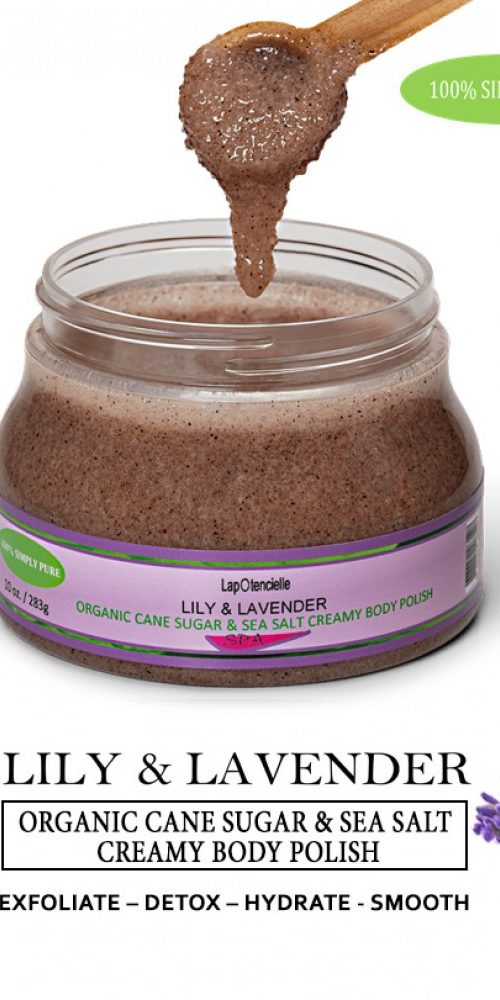 100% SI
100% SIMPLY PURE
10 oz. / 283g
LapOtencielle
LILY & LAVENDER
ORGANIC CANE SUGAR & SEA SALT CREAMY BODY POLISH
SPA
LILY & LAVENDER
ORGANIC CANE SUGAR & SEA SALT
CREAMY BODY POLISH
EXFOLIATE – DETOX – HYDRATE - SMOOTH